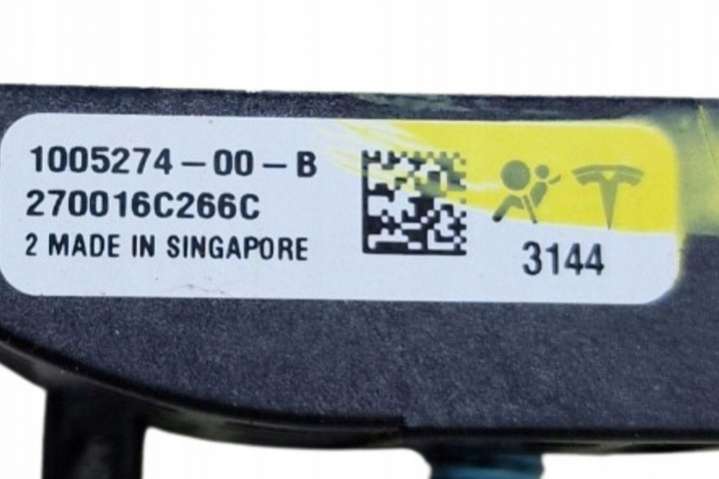 1005274-00-B
270016C266C
2 MADE IN SINGAPORE
3144